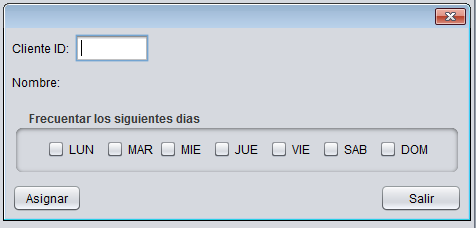 Cliente ID:
Nombre:
Frecuentar los siguientes dias
LUN MAR MIE JUE VIE SAB DOM
Asignar Salir